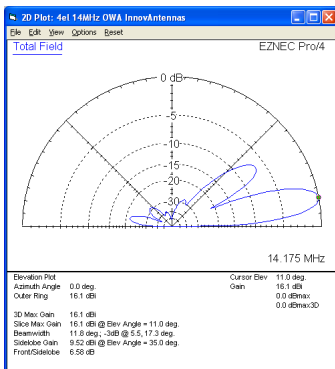 2D Plot: 4el 14MHz OWA InnovAntennas
File Edit View Options Reset
Total Field
EZNEC Pro/4
0 dB
-5
-10
-15
-20
-30
14.175 MHz
Elevation Plot
Azimuth Angle 0.0 deg.
Outer Ring 16.1 dBi
Cursor Elev 11.0 deg.
Gain 16.1 dBi
0.0 dBmax
0.0 dBmax3D
3D Max Gain 16.1 dBi
Slice Max Gain 16.1 dBi @ Elev Angle = 11.0 deg.
Beamwidth 11.8 deg.; -3dB @ 5.5, 17.3 deg.
Sidelobe Gain 9.52 dBi @ Elev Angle = 35.0 deg.
Front/Sidelobe 6.58 dB